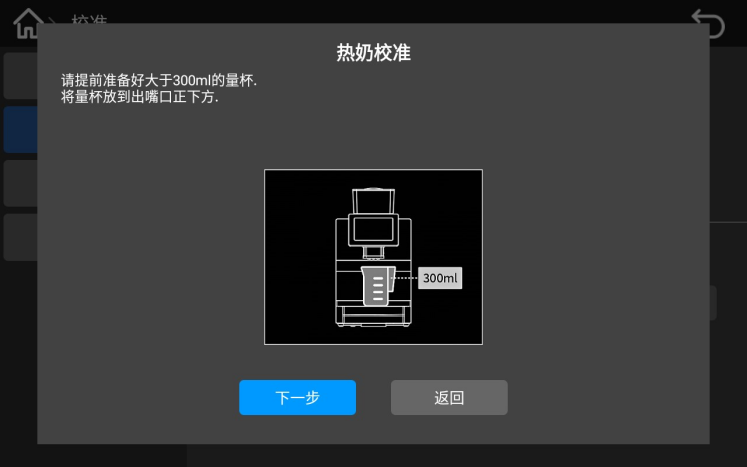 校准
热奶校准
请提前准备好大于300ml的量杯.
将量杯放到出嘴口正下方.
300ml
下一步
返回